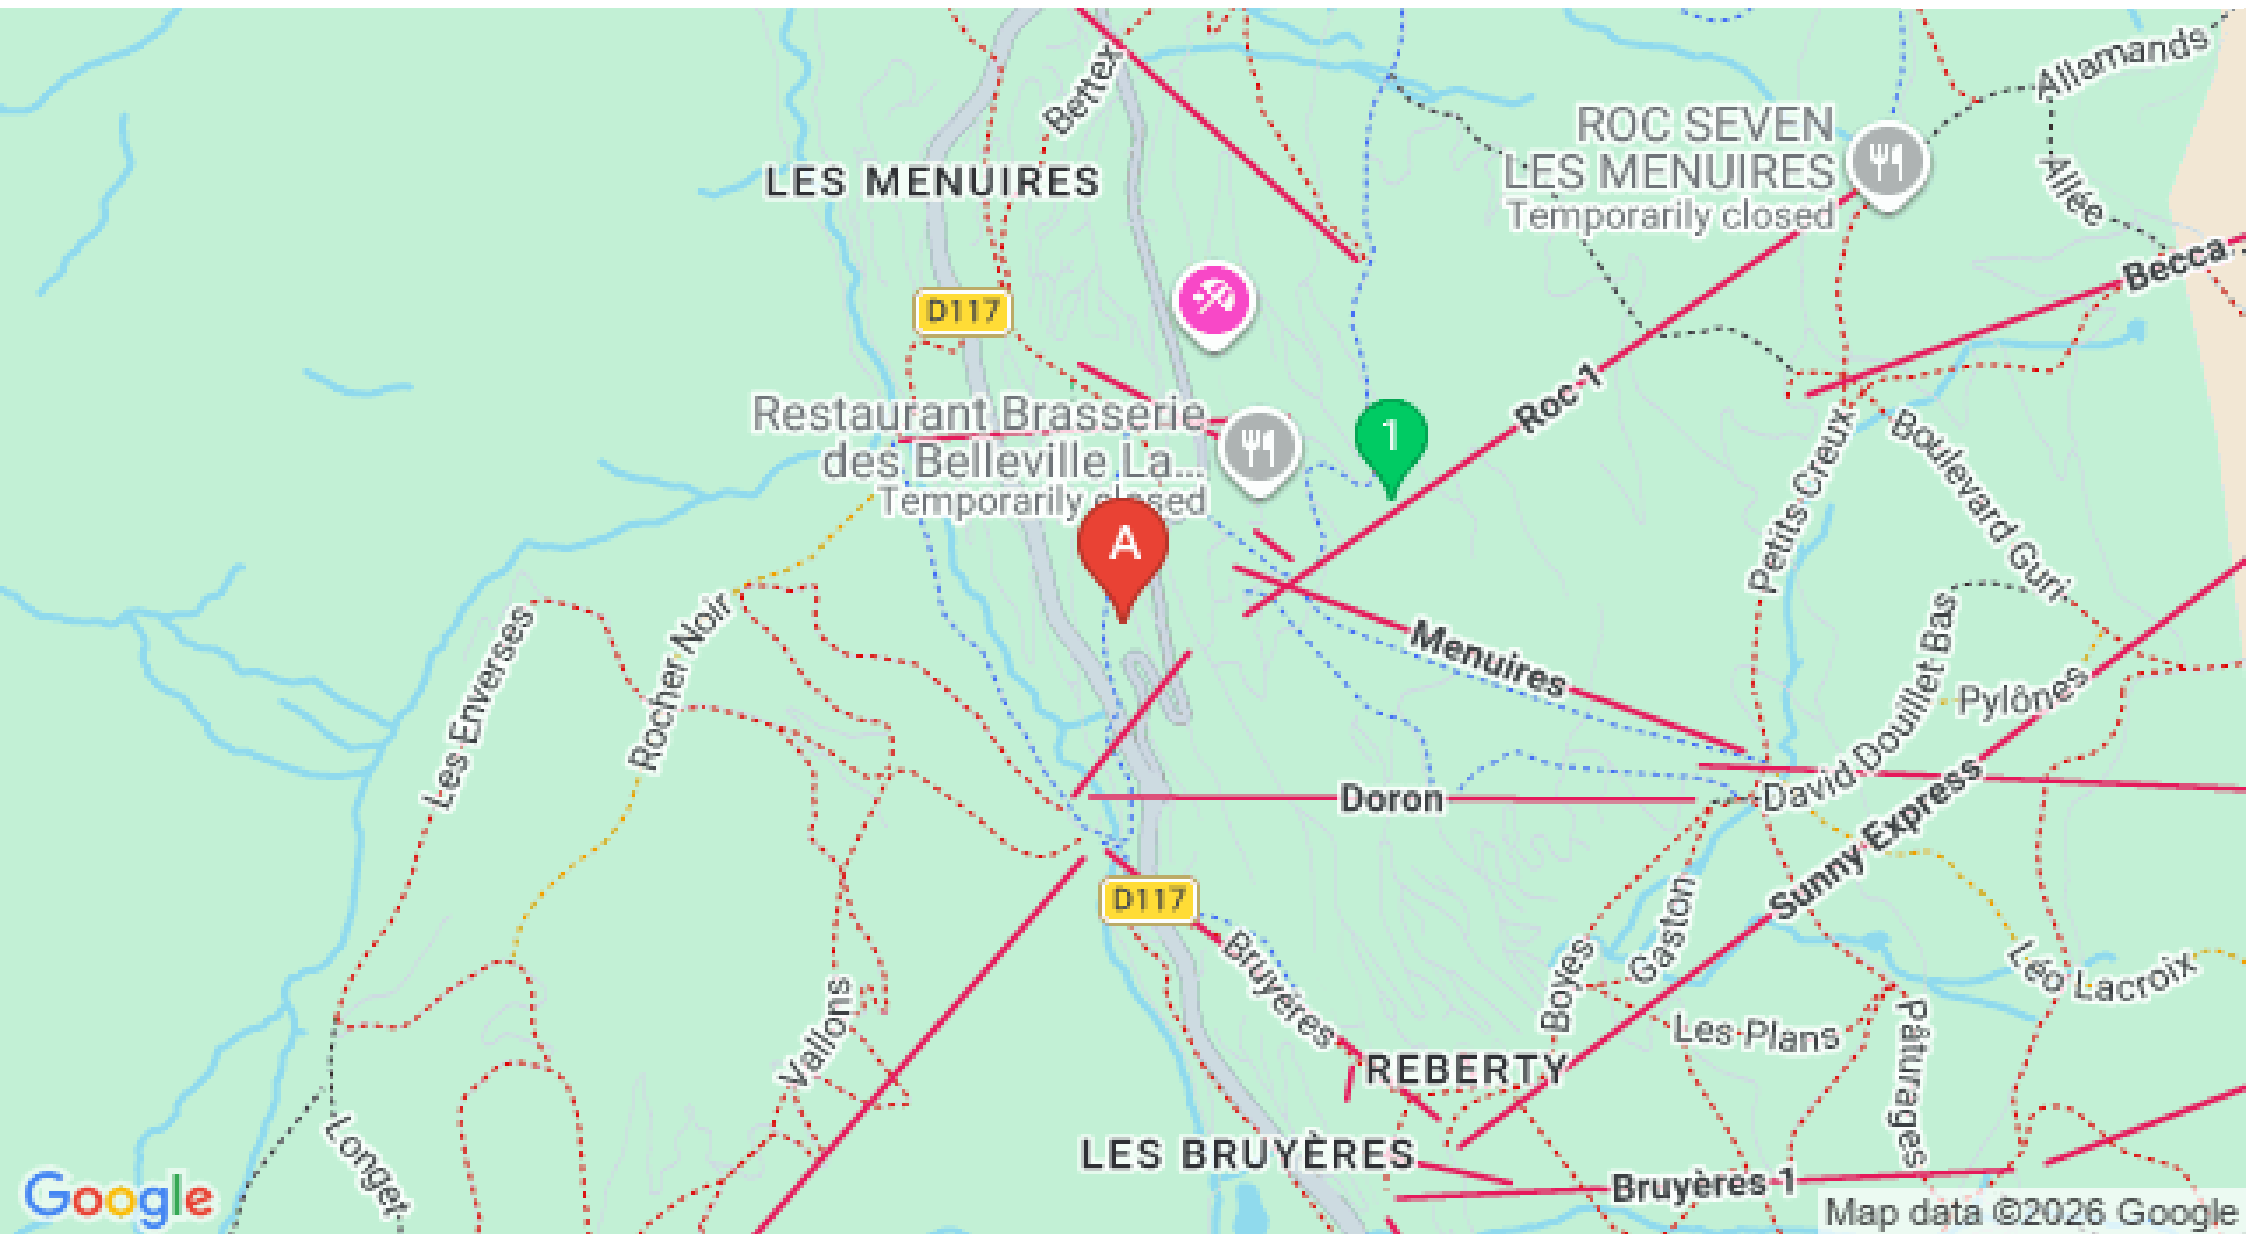 Bettex
Allamands
ROC SEVEN
LES MENUIRES
Temporarily closed
LES MENUIRES
Allée
Becca
D117
Roc 1
Restaurant Brasserie
des Belleville La...
Temporarily closed
1
A
Petits Creux
Boulevard Guri
Les Enverses
Rocher Noir
Menuires
David Douillet Bas
Pylônes
Doron
Sunny Express
D117
Bruyères
Gaston
Boyes
Léo Lacroix
Vallons
Les Plans
Pâturages
REBERTY
Longet
LES BRUYÈRES
Bruyères 1
Google
Map data ©2026 Google